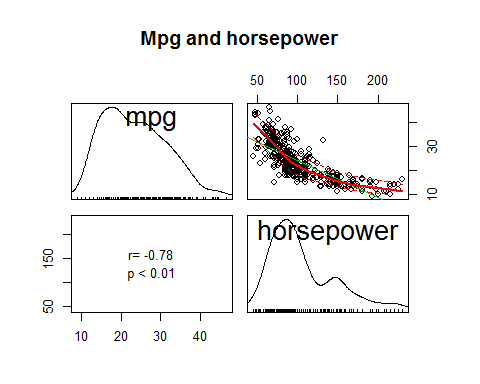 Mpg and horsepower
50 100 150 200
mpg
10 30
horsepower
50 150
r= -0.78
p < 0.01
10 20 30 40